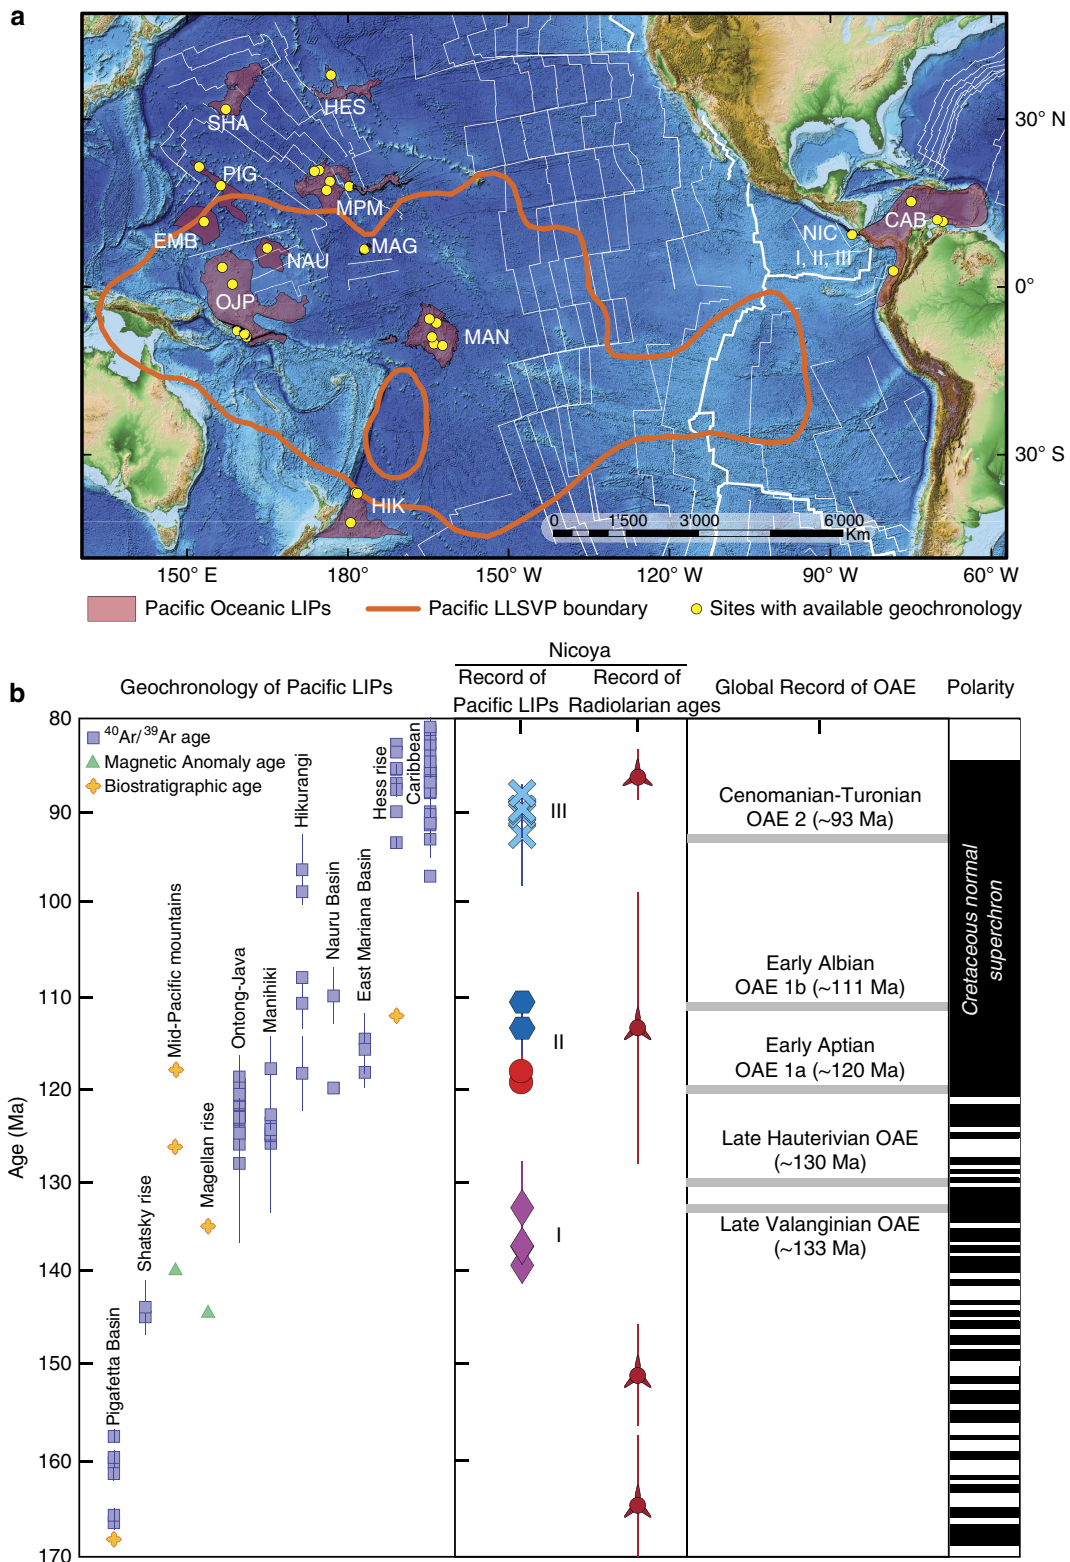 a
SHA
HES
PIG
MPM
EMB
NAU
MAG
OJP
MAN
HIK
NIC
I, II, III
CAB
30° N
0°
30° S
0 1'500 3'000 6'000
Km
150° E 180° 150° W 120° W 90° W 60° W
Pacific Oceanic LIPs Pacific LLSVP boundary Sites with available geochronology
b
Nicoya
Geochronology of Pacific LIPs
Record of Pacific LIPs
Record of Radiolarian ages
Global Record of OAE
Polarity
Age (Ma)
80
90
100
110
120
130
140
150
160
170
40Ar/39Ar age
Magnetic Anomaly age
Biostratigraphic age
Pigafetta Basin
Shatsky rise
Mid-Pacific mountains
Magellan rise
Ontong-Java
Manihiki
Hikurangi
Nauru Basin
East Mariana Basin
Hess rise
Caribbean
III
II
I
Cenomanian-Turonian
OAE 2 (~93 Ma)
Early Albian
OAE 1b (~111 Ma)
Early Aptian
OAE 1a (~120 Ma)
Late Hauterivian OAE
(~130 Ma)
Late Valanginian OAE
(~133 Ma)
Cretaceous normal
superchron